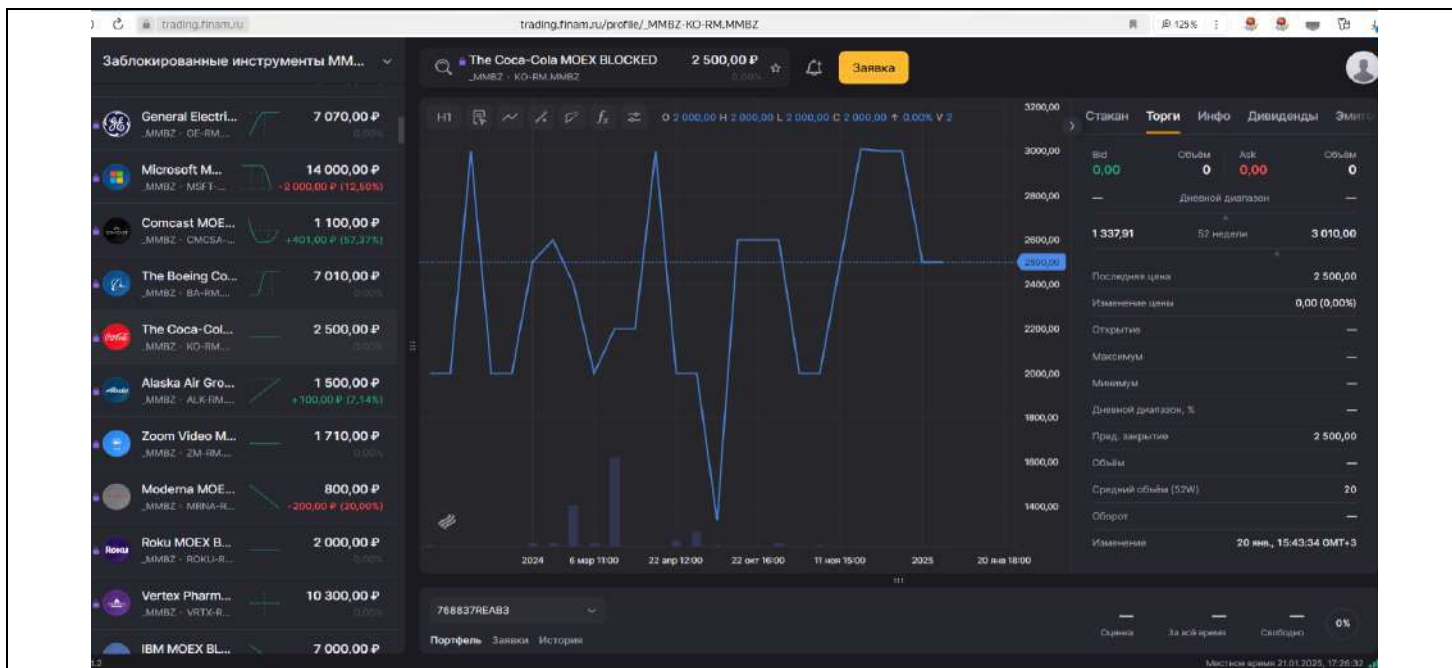 trading.finam.ru
trading.finam.ru/profile/_MMBZ-KO-RM.MMBZ
125 %
Заблокированные инструменты ММ...
The Coca-Cola MOEX BLOCKED
2 500,00 ₽
_MMBZ · KO-RM.MMBZ
0,00%
Заявка
General Electri...
7 070,00 ₽
_MMBZ · GE-RM....
0,00%
Microsoft M...
14 000,00 ₽
_MMBZ · MSFT-...
-2 000,00 ₽ (12,50%)
Comcast MOE...
1 100,00 ₽
_MMBZ · CMCSA-...
+401,00 ₽ (57,37%)
The Boeing Co...
7 010,00 ₽
_MMBZ · BA-RM....
0,00%
The Coca-Col...
2 500,00 ₽
_MMBZ · KO-RM....
0,00%
Alaska Air Gro...
1 500,00 ₽
_MMBZ · ALK-RM....
+100,00 ₽ (7,14%)
Zoom Video M...
1 710,00 ₽
_MMBZ · ZM-RM....
0,00%
Moderna MOE...
800,00 ₽
_MMBZ · MRNA-R...
-200,00 ₽ (20,00%)
Roku MOEX B...
2 000,00 ₽
_MMBZ · ROKU-R...
0,00%
Vertex Pharm...
10 300,00 ₽
_MMBZ · VRTX-R...
0,00%
IBM MOEX BL...
7 000,00 ₽
H1
O 2 000,00 H 2 000,00 L 2 000,00 C 2 000,00 ↑ 0,00% V 2
3200,00
3000,00
2800,00
2600,00
2500,00
2400,00
2200,00
2000,00
1800,00
1600,00
1400,00
2024
6 мар 11:00
22 апр 12:00
22 окт 16:00
11 ноя 15:00
2025
20 янв 18:00
Стакан Торги Инфо Дивиденды Эмит
Bid Объём Ask Объём
0,00 0 0,00 0
— Дневной диапазон —
1 337,91 52 недели 3 010,00
Последняя цена 2 500,00
Изменение цены 0,00 (0,00%)
Открытие —
Максимум —
Минимум —
Дневной диапазон, % —
Пред. закрытие 2 500,00
Объём —
Средний объём (52W) 20
Оборот —
Изменение 20 янв., 15:43:34 GMT+3
768837REAB3
Портфель Заявки История
— — —
Оценка За всё время Свободно
0%
Местное время 21.01.2025, 17:26:32